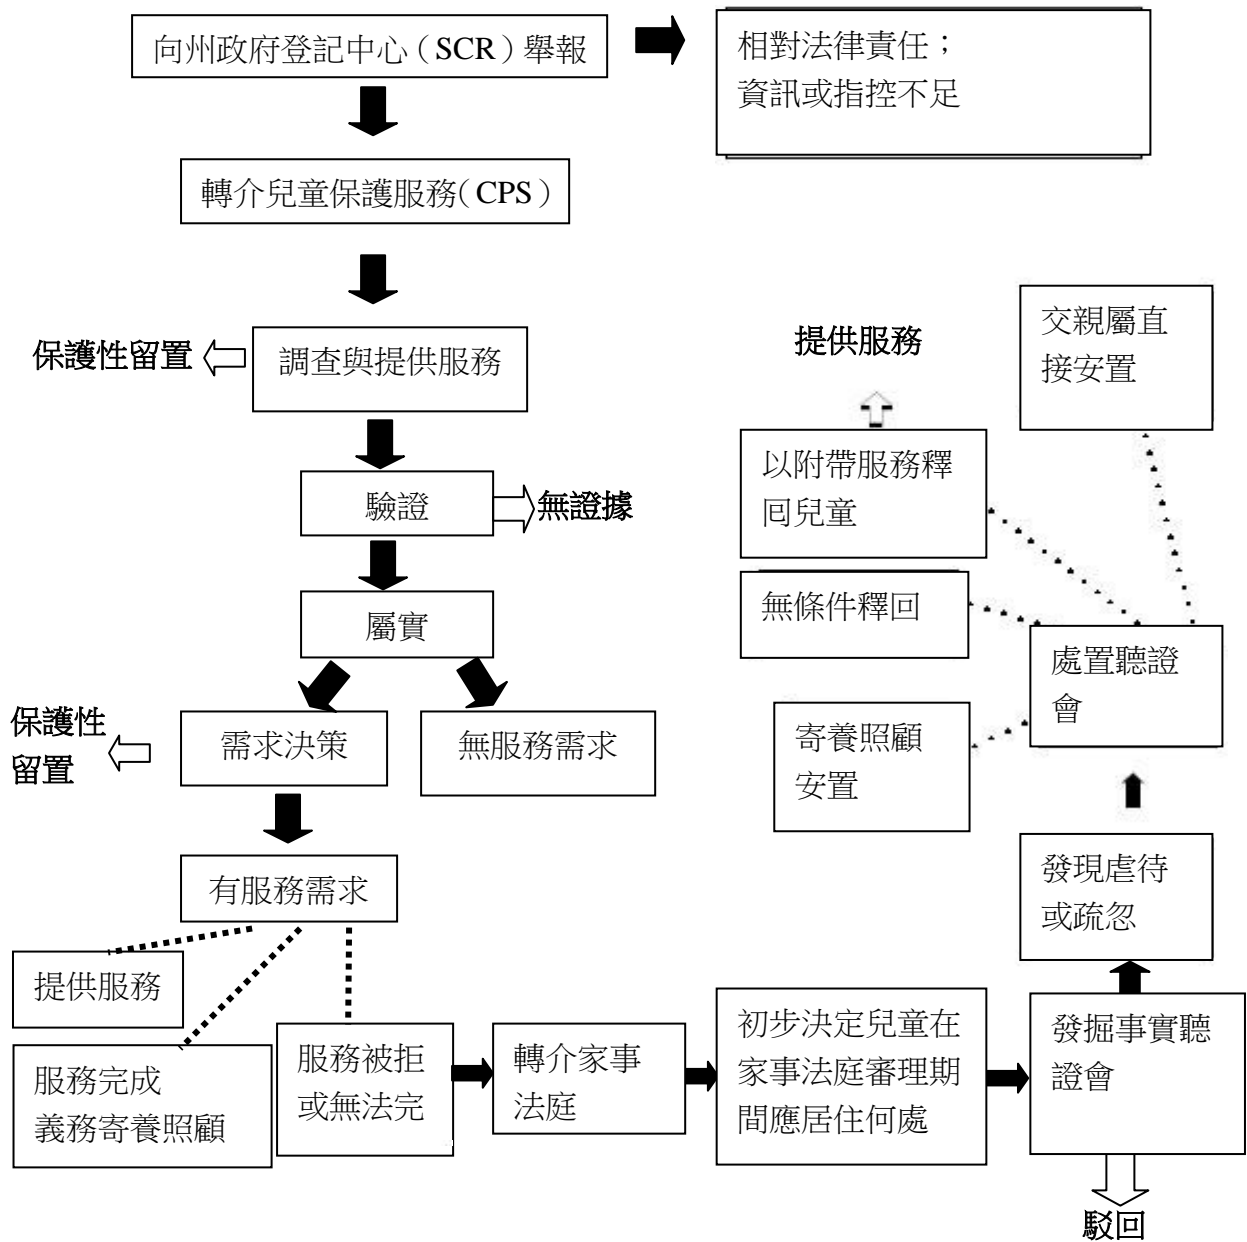 向州政府登記中心（SCR）舉報
相對法律責任；
資訊或指控不足
轉介兒童保護服務（CPS）
保護性留置
調查與提供服務
驗證
無證據
屬實
保護性
留置
需求決策
無服務需求
有服務需求
提供服務
服務完成
義務寄養照顧
服務被拒
或無法完
轉介家事
法庭
初步決定兒童在
家事法庭審理期
間應居住何處
發掘事實聽
證會
駁回
發現虐待
或疏忽
處置聽證
會
交親屬直
接安置
提供服務
以附帶服務釋
囘兒童
無條件釋回
寄養照顧
安置